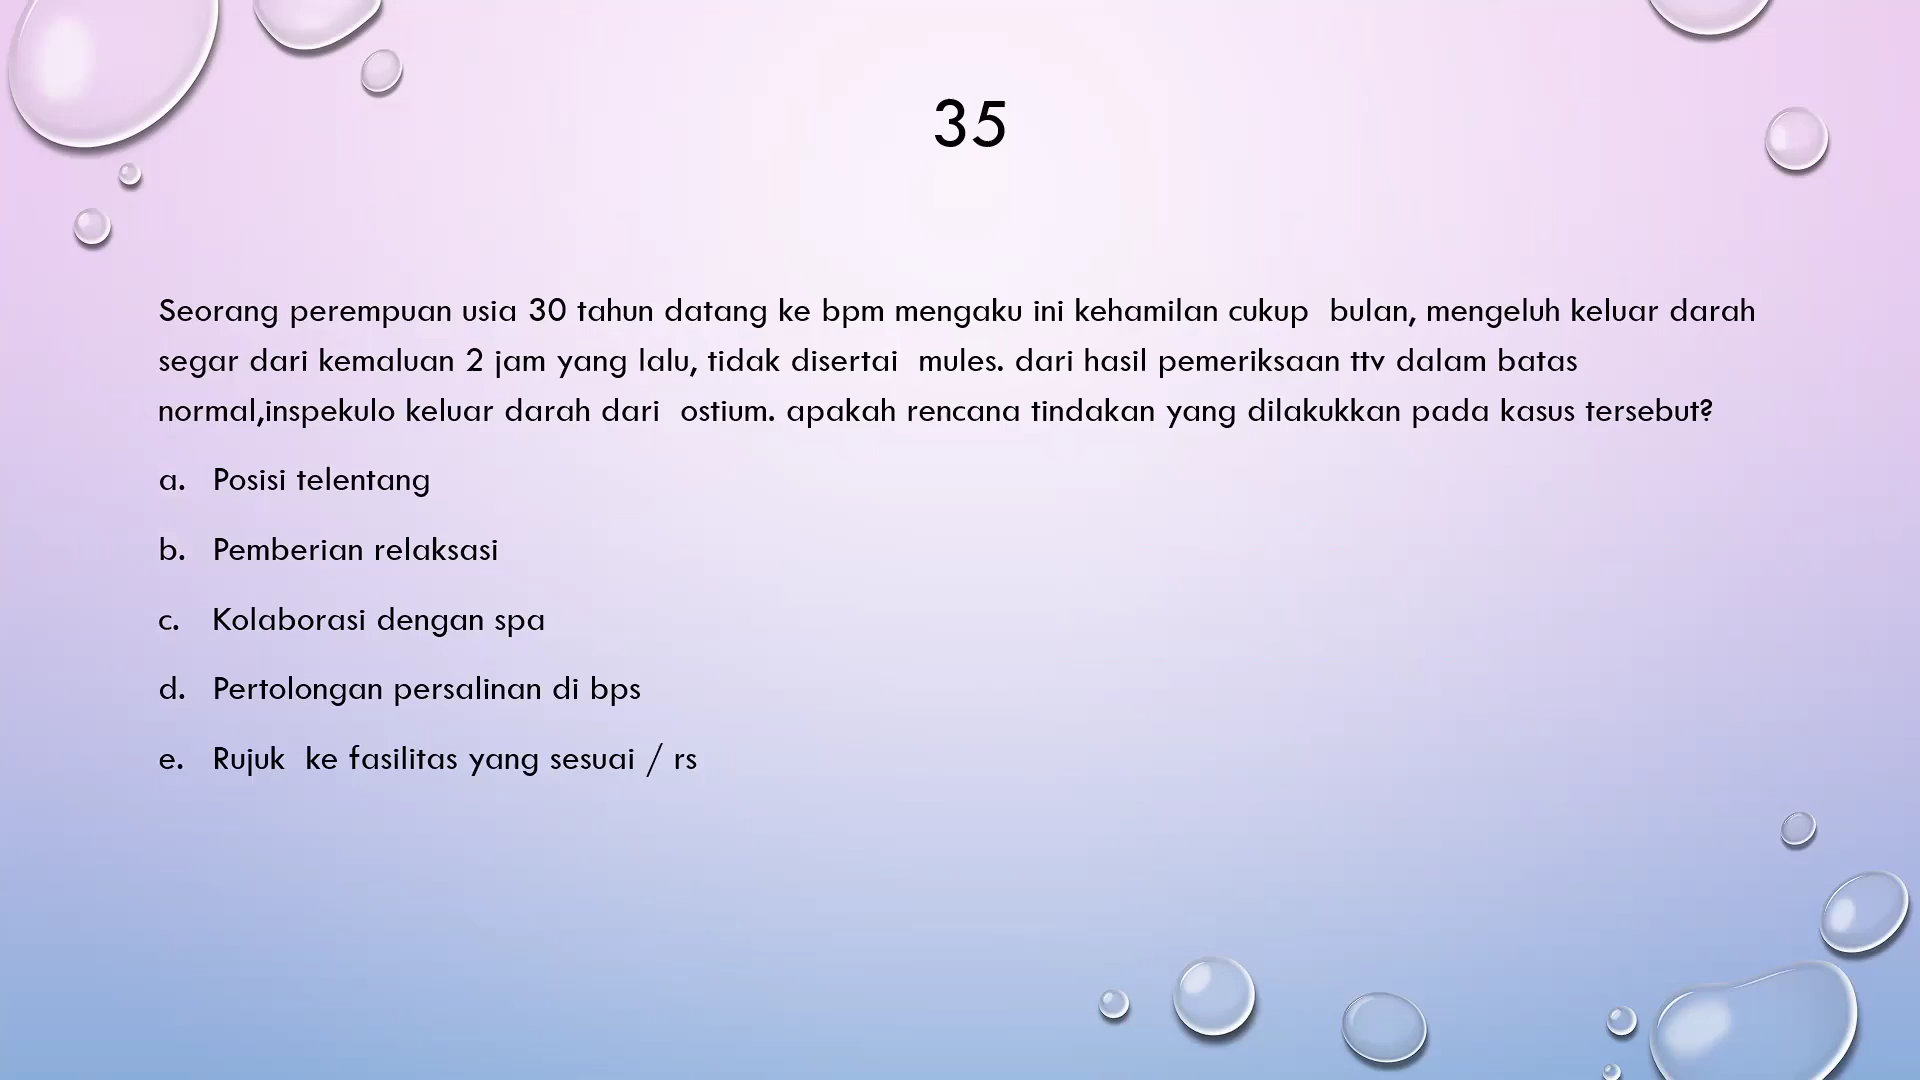 35
Seorang perempuan usia 30 tahun datang ke bpm mengaku ini kehamilan cukup bulan, mengeluh keluar darah
segar dari kemaluan 2 jam yang lalu, tidak disertai mules. dari hasil pemeriksaan ttv dalam batas
normal,inspekulo keluar darah dari ostium. apakah rencana tindakan yang dilakukkan pada kasus tersebut?
a. Posisi telentang
b. Pemberian relaksasi
c. Kolaborasi dengan spa
d. Pertolongan persalinan di bps
e. Rujuk ke fasilitas yang sesuai / rs